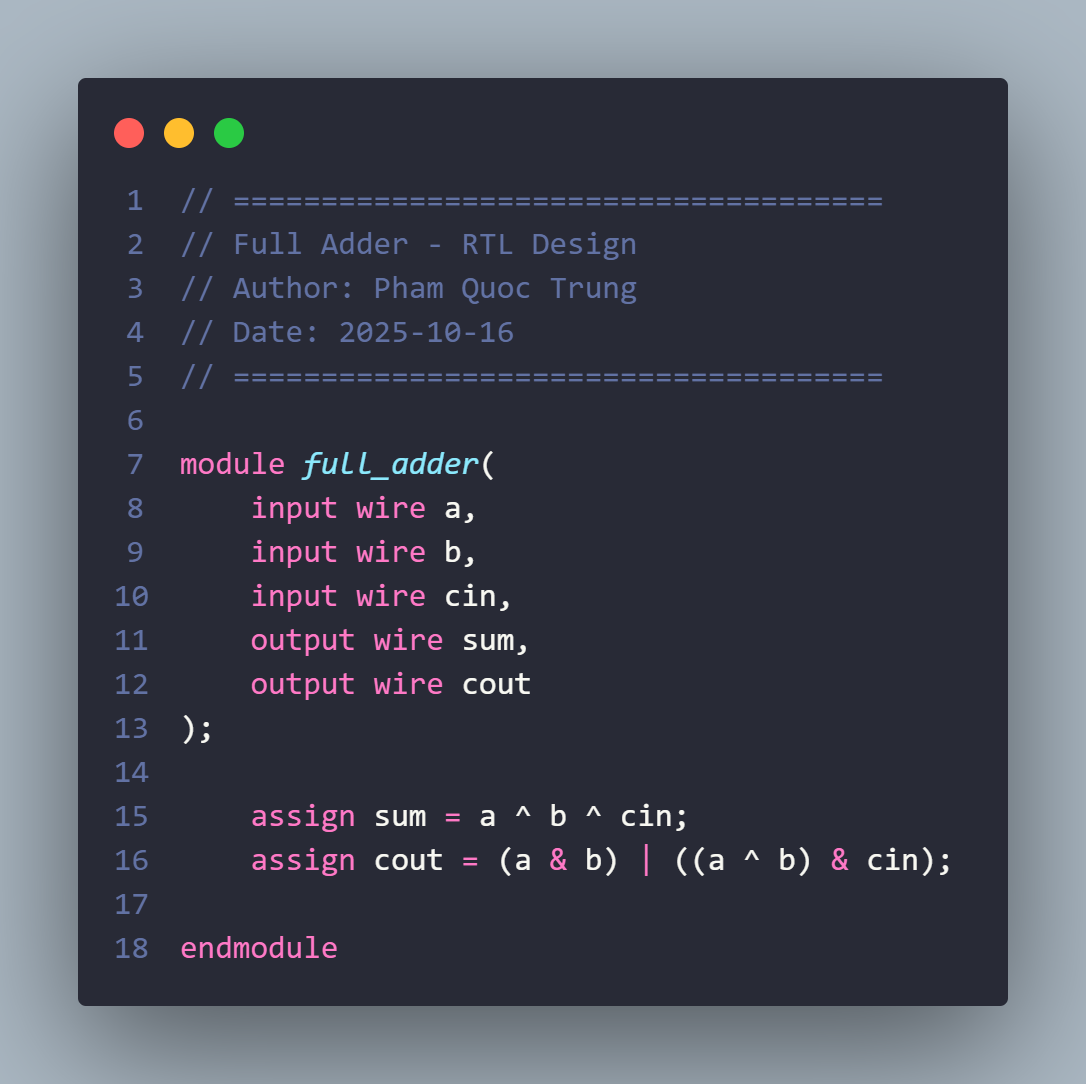 1 // =====================================
2 // Full Adder - RTL Design
3 // Author: Pham Quoc Trung
4 // Date: 2025-10-16
5 // =====================================
6
7 module full_adder(
8     input wire a,
9     input wire b,
10     input wire cin,
11     output wire sum,
12     output wire cout
13 );
14
15     assign sum = a ^ b ^ cin;
16     assign cout = (a & b) | ((a ^ b) & cin);
17
18 endmodule